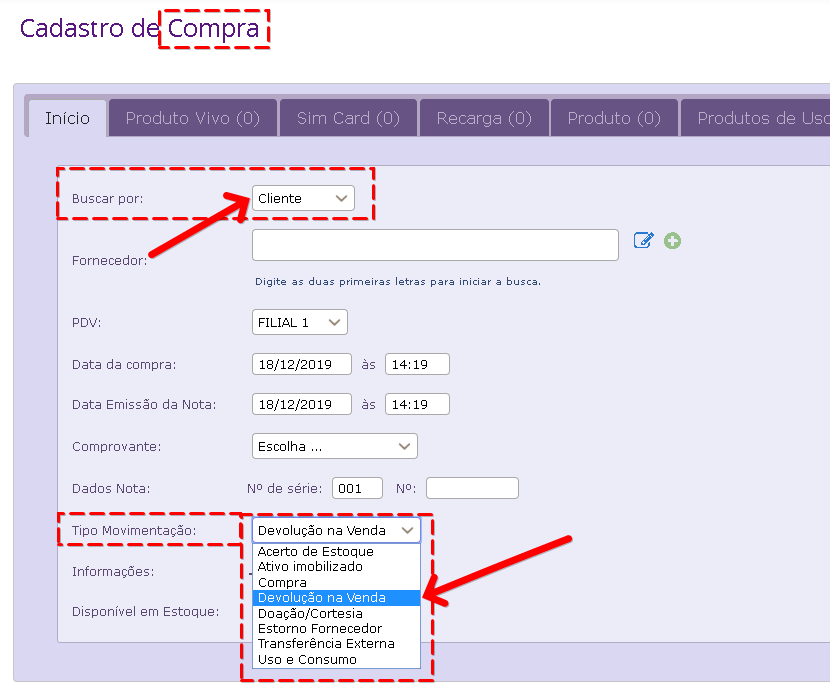 Cadastro de Compra
Início
Produto Vivo (0)
Sim Card (0)
Recarga (0)
Produto (0)
Produtos de Uso
Buscar por:
Cliente
Fornecedor:
Digite as duas primeiras letras para iniciar a busca.
PDV:
FILIAL 1
Data da compra:
18/12/2019 às 14:19
Data Emissão da Nota:
18/12/2019 às 14:19
Comprovante:
Escolha ...
Dados Nota:
Nº de série: 001 Nº:
Tipo Movimentação:
Devolução na Venda
Acerto de Estoque
Ativo imobilizado
Compra
Devolução na Venda
Doação/Cortesia
Estorno Fornecedor
Transferência Externa
Uso e Consumo
Informações:
Disponível em Estoque: